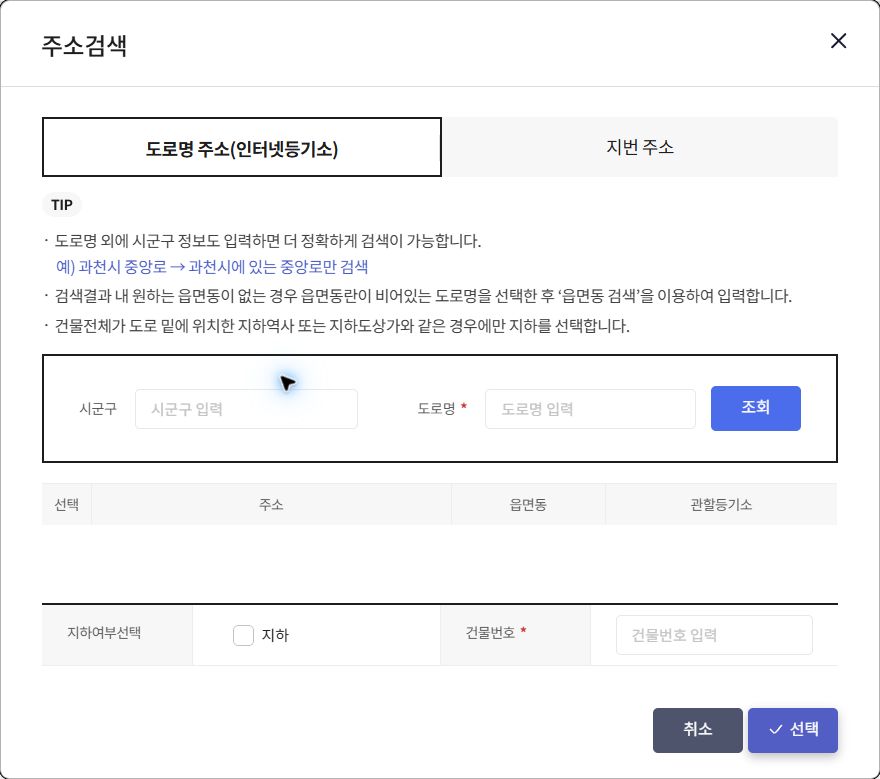 주소검색
도로명 주소(인터넷등기소)
지번 주소
TIP
· 도로명 외에 시군구 정보도 입력하면 더 정확하게 검색이 가능합니다.
예) 과천시 중앙로 → 과천시에 있는 중앙로만 검색
· 검색결과 내 원하는 읍면동이 없는 경우 읍면동란이 비어있는 도로명을 선택한 후 ‘읍면동 검색’을 이용하여 입력합니다.
· 건물전체가 도로 밑에 위치한 지하역사 또는 지하도상가와 같은 경우에만 지하를 선택합니다.
시군구 시군구 입력 도로명 * 도로명 입력 조회
선택 주소 읍면동 관할등기소
지하여부선택 지하 건물번호 * 건물번호 입력
취소 선택